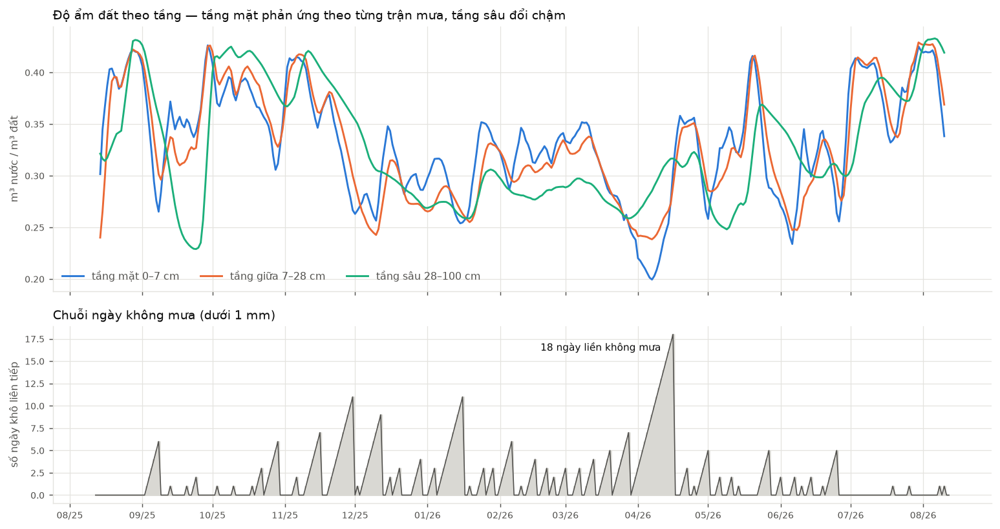 Độ ẩm đất theo tầng — tầng mặt phản ứng theo từng trận mưa, tầng sâu đổi chậm
m³ nước / m³ đất
0.40
0.35
0.30
0.25
0.20
tầng mặt 0–7 cm
tầng giữa 7–28 cm
tầng sâu 28–100 cm
Chuỗi ngày không mưa (dưới 1 mm)
số ngày khô liên tiếp
17.5
15.0
12.5
10.0
7.5
5.0
2.5
0.0
18 ngày liền không mưa
08/25 09/25 10/25 11/25 12/25 01/26 02/26 03/26 04/26 05/26 06/26 07/26 08/26